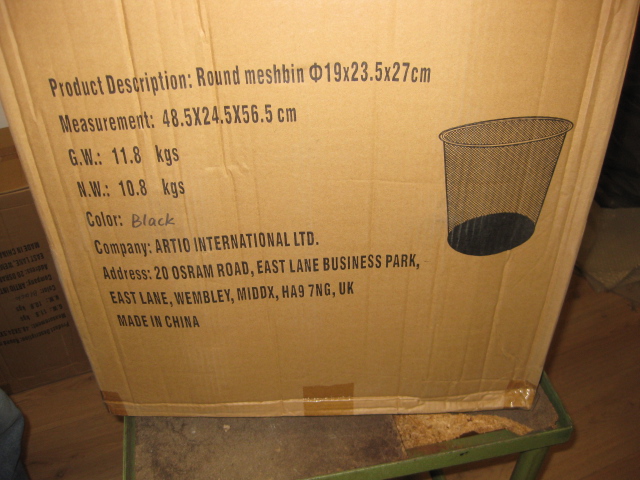 Product Description: Round meshbin Φ19x23.5x27cm
Measurement: 48.5X24.5X56.5 cm
G.W.: 11.8 kgs
N.W.: 10.8 kgs
Color: Black
Company: ARTIO INTERNATIONAL LTD.
Address: 20 OSRAM ROAD, EAST LANE BUSINESS PARK,
EAST LANE, WEMBLEY, MIDDX, HA9 7NG, UK
MADE IN CHINA